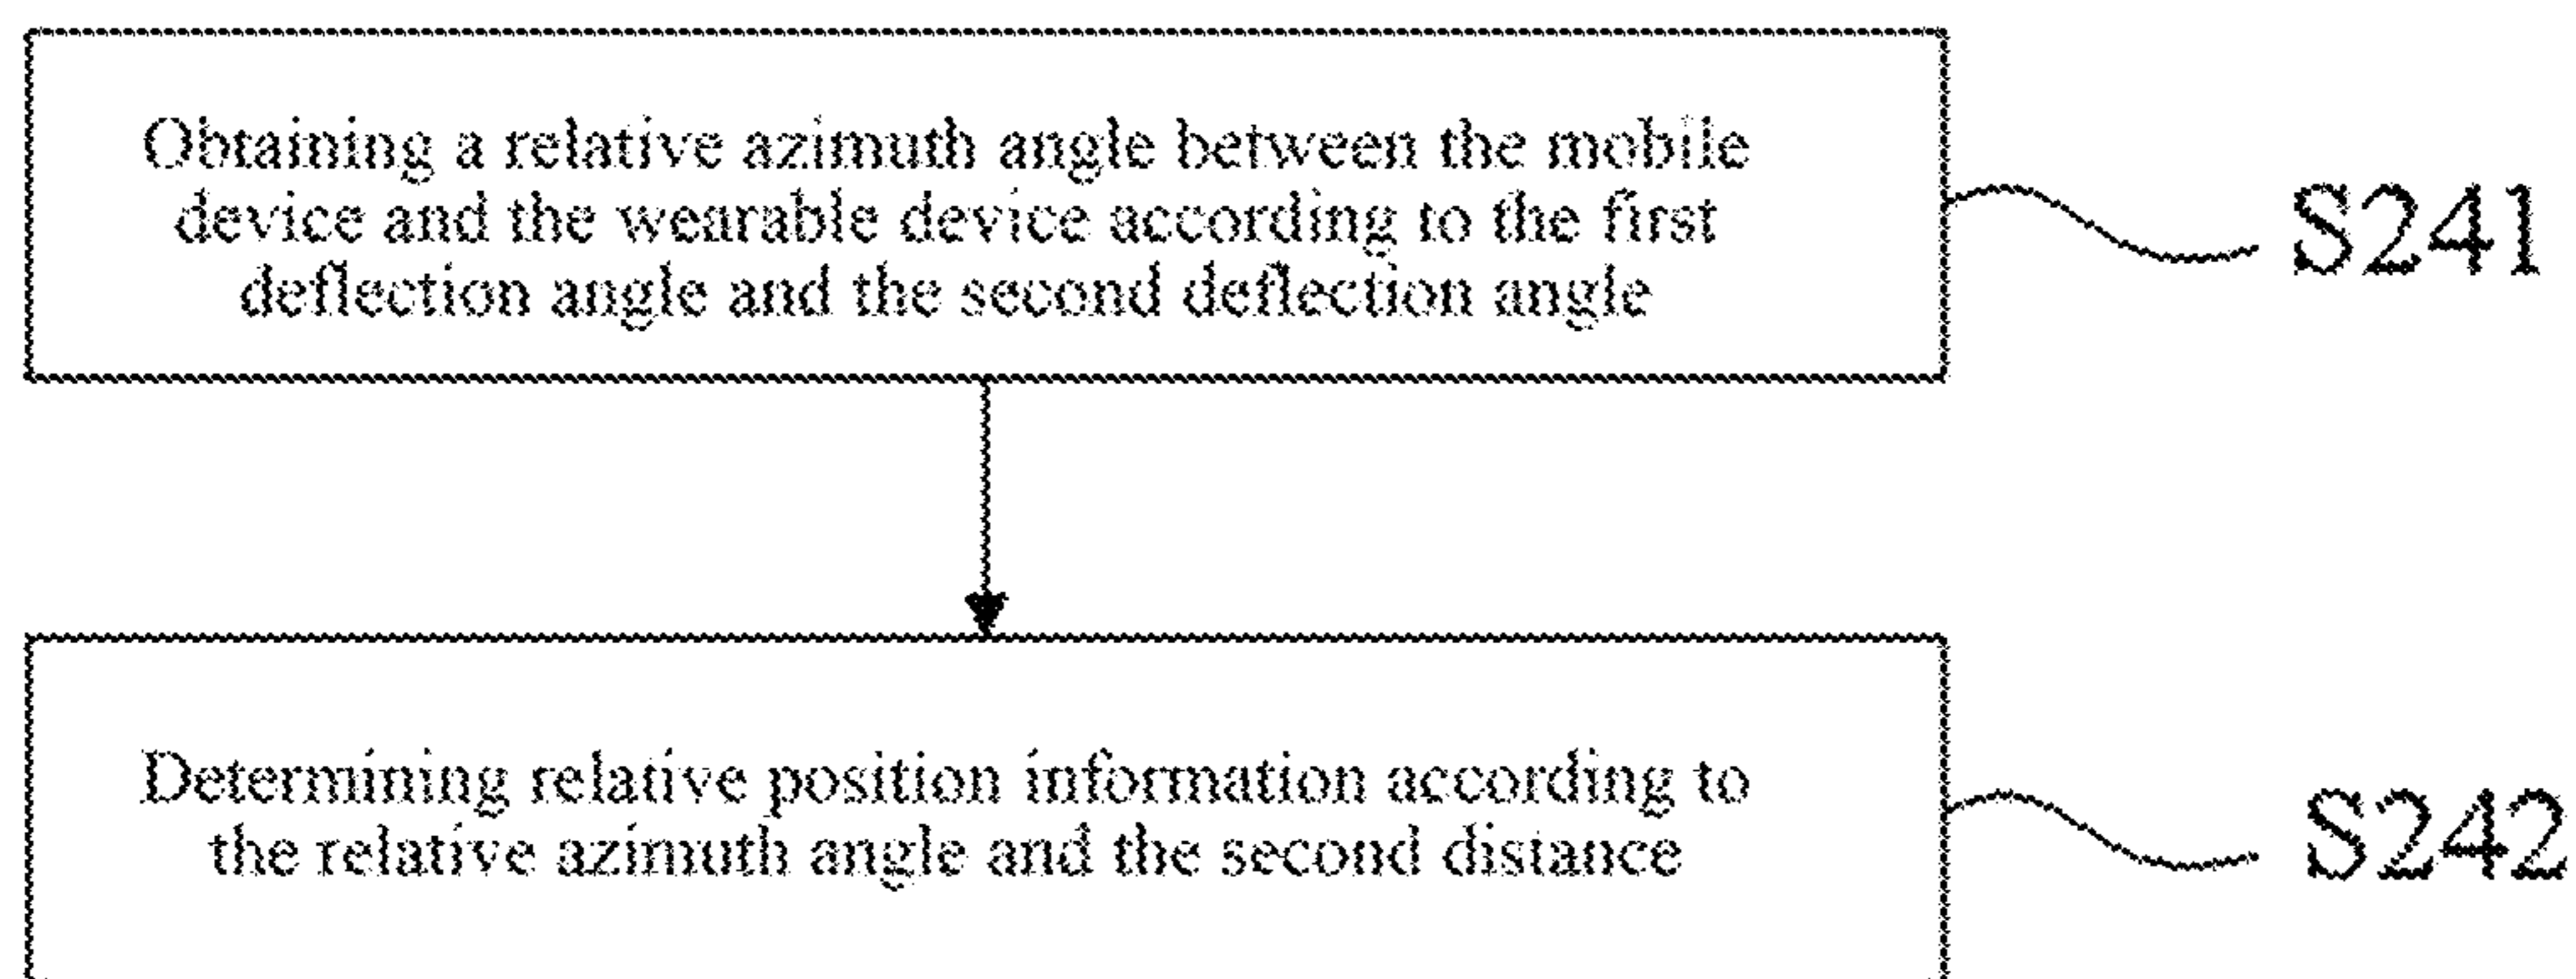 Obtaining a relative azimuth angle between the mobile
device and the wearable device according to the first
deflection angle and the second deflection angle
S241
Determining relative position information according to
the relative azimuth angle and the second distance
S242